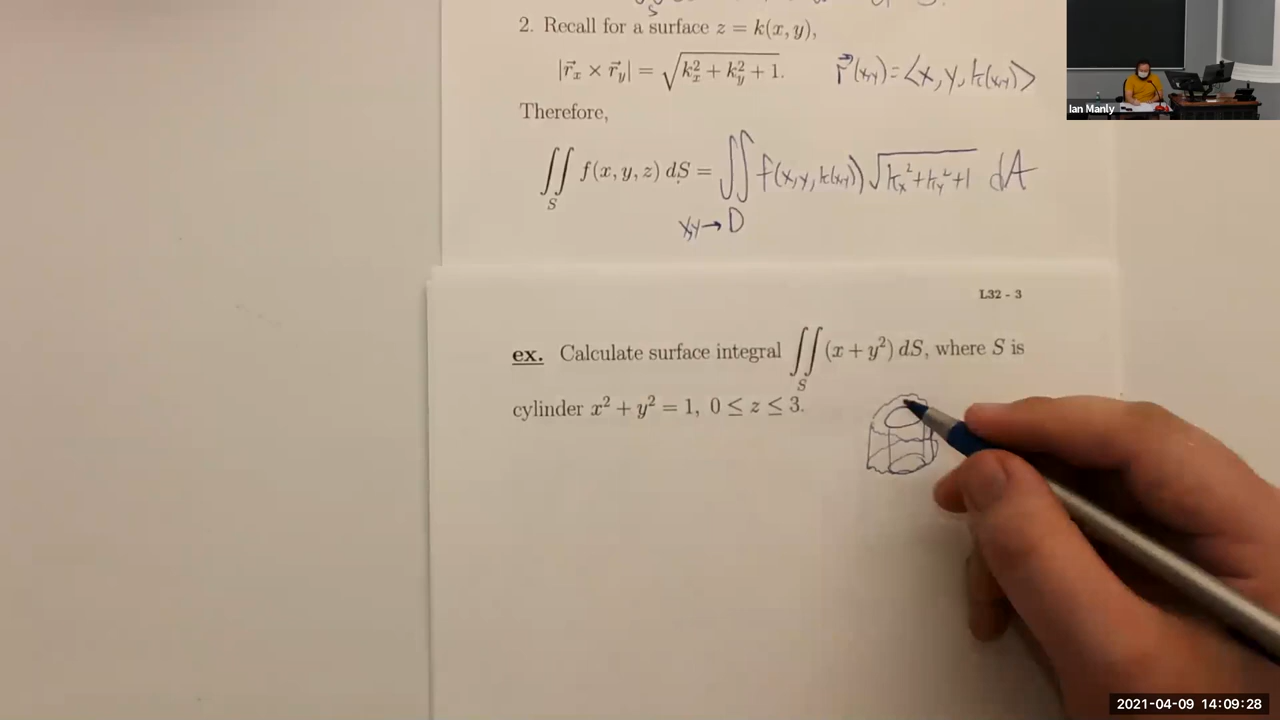 2. Recall for a surface z = k(x, y),
|r⃗ₓ × r⃗ᵧ| = √(kₓ² + kᵧ² + 1). r⃗(x,y) = ⟨x, y, k(x,y)⟩
Therefore,
∬_S f(x, y, z) dS = ∬_D f(x, y, k(x,y)) √(kₓ² + kᵧ² + 1) dA
x,y → D
L32 - 3
ex. Calculate surface integral ∬_S (x + y²) dS, where S is
cylinder x² + y² = 1, 0 ≤ z ≤ 3.
Ian Manly
2021-04-09 14:09:28